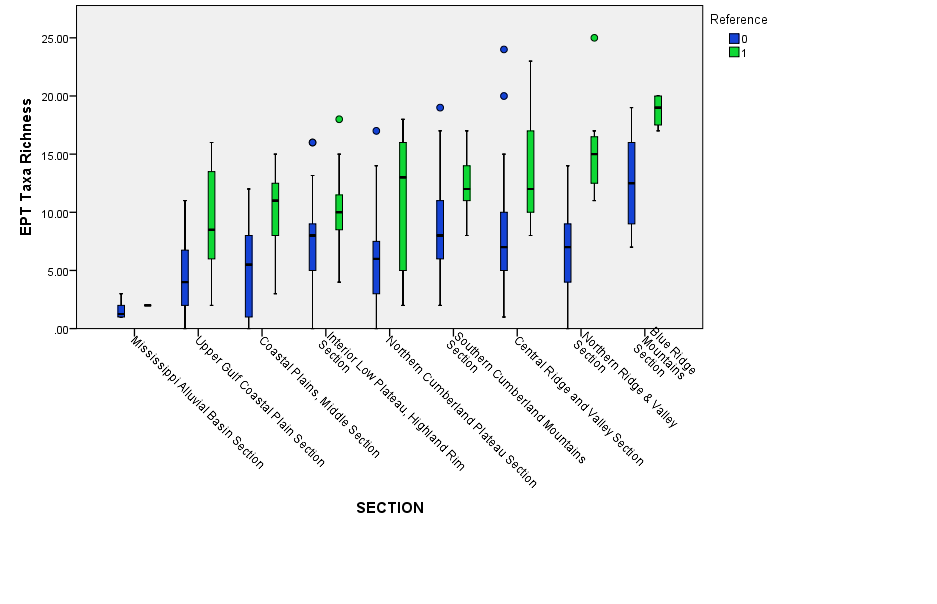 Reference
0
1
25.00
20.00
15.00
10.00
5.00
.00
EPT Taxa Richness
Mississippi Alluvial Basin Section
Upper Gulf Coastal Plain Section
Coastal Plains, Middle Section
Interior Low Plateau, Highland Rim
Section
Northern Cumberland Plateau Section
Southern Cumberland Mountains
Section
Central Ridge and Valley Section
Northern Ridge & Valley
Section
Blue Ridge
Mountains
Section
SECTION